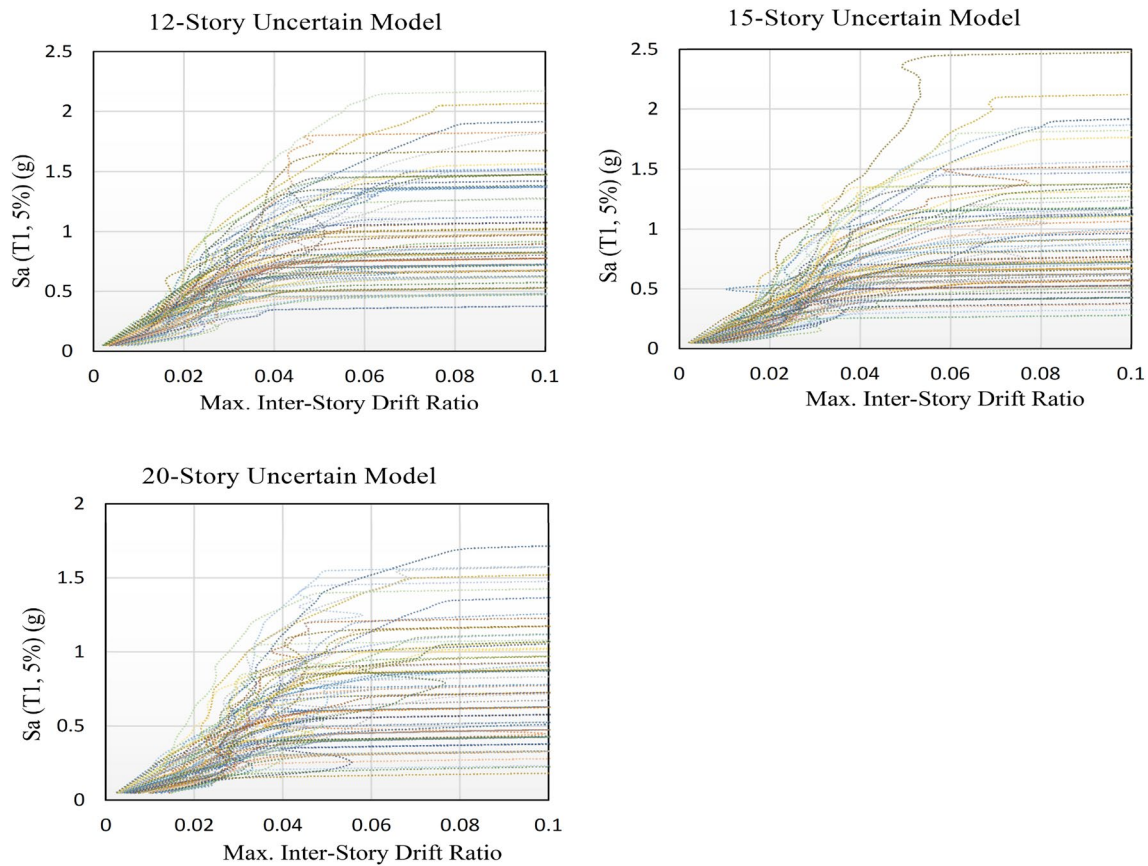 12-Story Uncertain Model
2.5
2
1.5
1
0.5
0
Sa (T1, 5%) (g)
0 0.02 0.04 0.06 0.08 0.1
Max. Inter-Story Drift Ratio
15-Story Uncertain Model
2.5
2
1.5
1
0.5
0
Sa (T1, 5%) (g)
0 0.02 0.04 0.06 0.08 0.1
Max. Inter-Story Drift Ratio
20-Story Uncertain Model
2
1.5
1
0.5
0
Sa (T1, 5%) (g)
0 0.02 0.04 0.06 0.08 0.1
Max. Inter-Story Drift Ratio